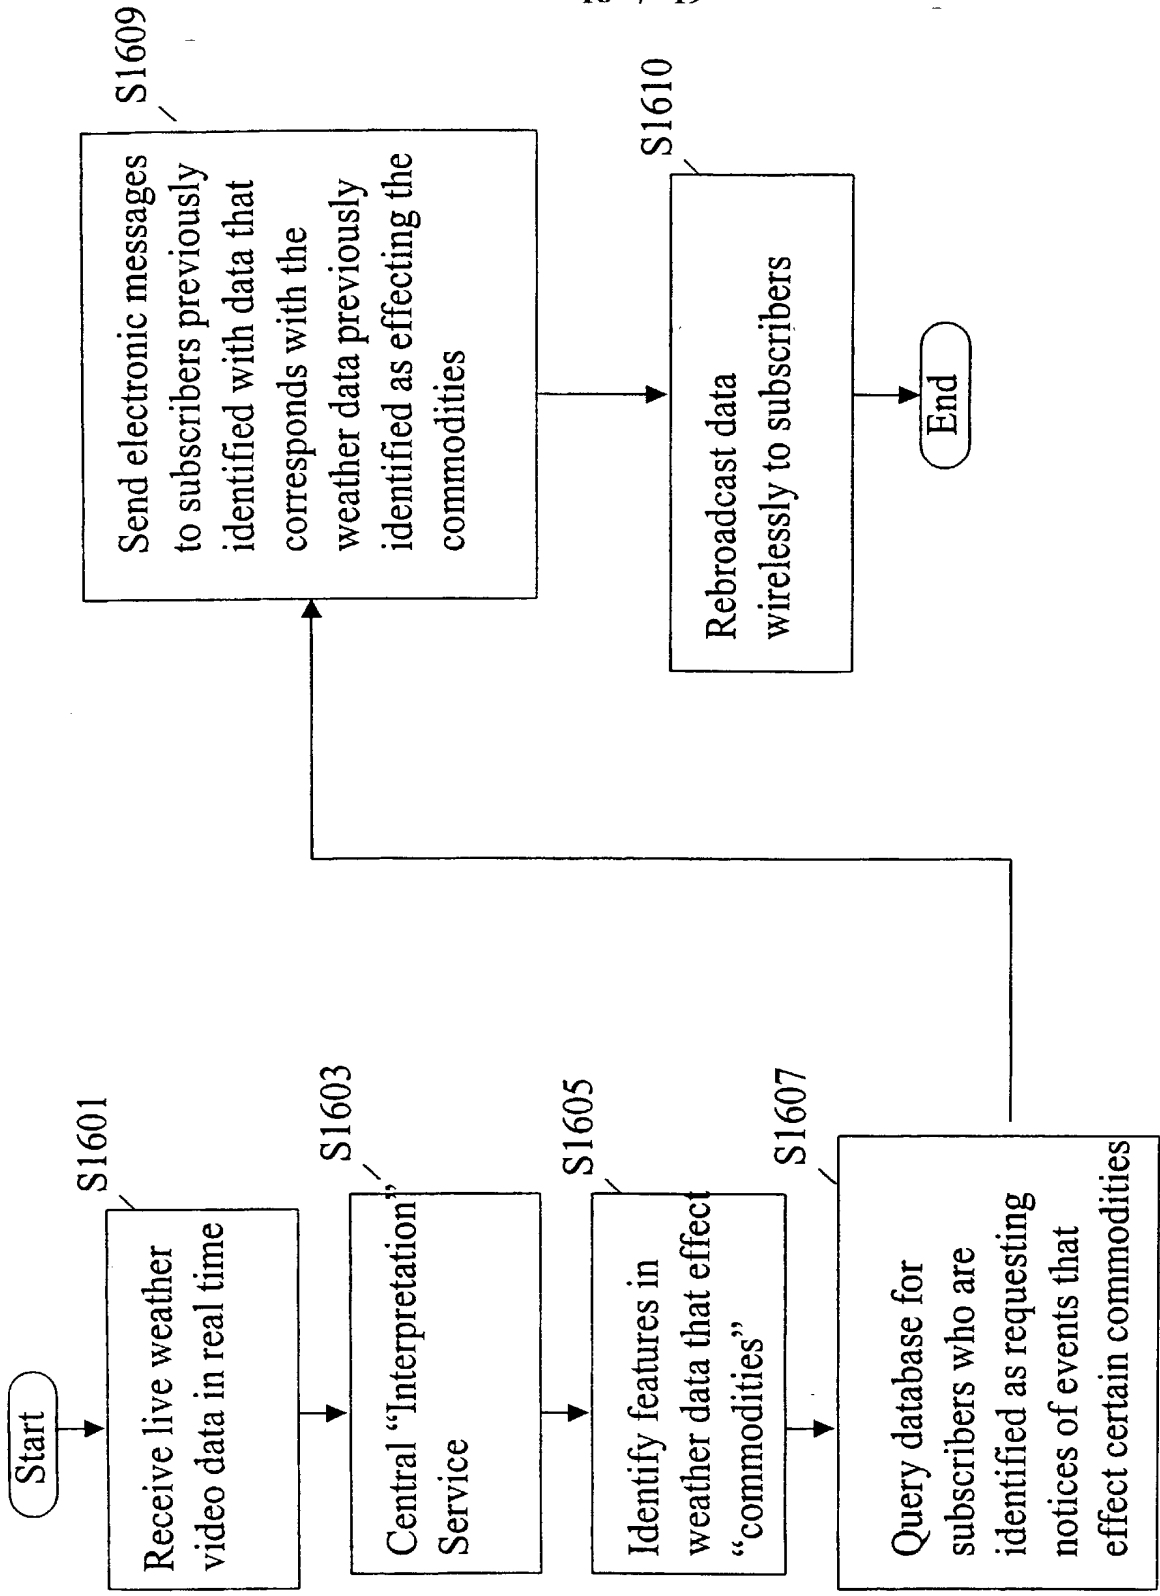 Start
S1601
Receive live weather
video data in real time
S1603
Central “Interpretation”
Service
S1605
Identify features in
weather data that effect
“commodities”
S1607
Query database for
subscribers who are
identified as requesting
notices of events that
effect certain commodities
S1609
Send electronic messages
to subscribers previously
identified with data that
corresponds with the
weather data previously
identified as effecting the
commodities
S1610
Rebroadcast data
wirelessly to subscribers
End